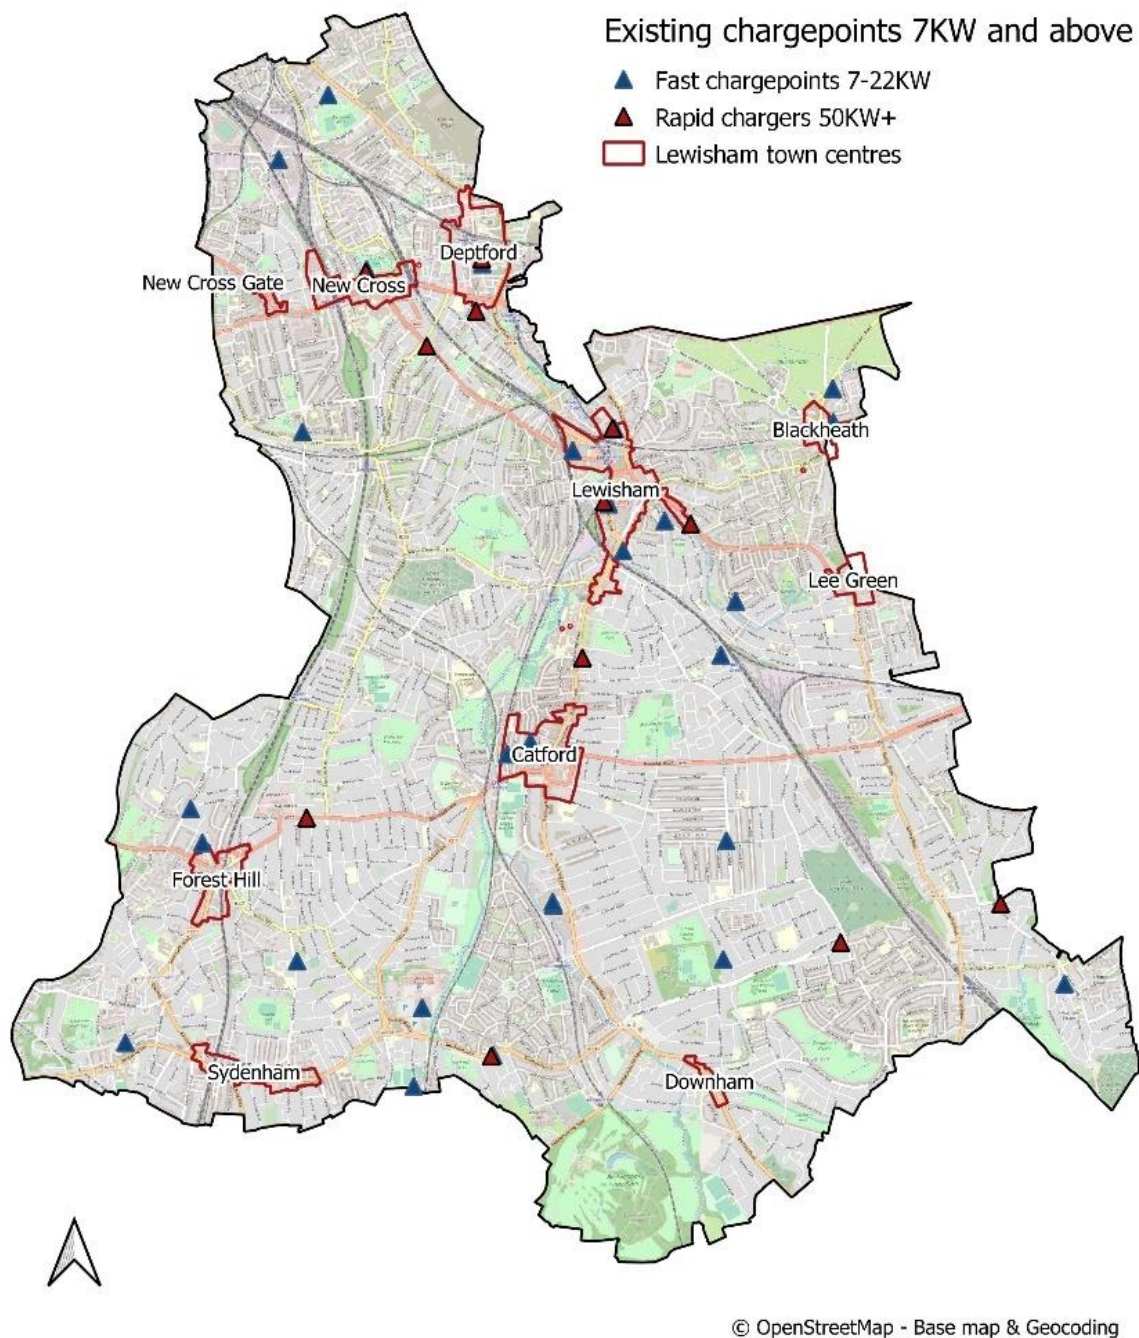 Existing chargepoints 7KW and above
Fast chargepoints 7-22KW
Rapid chargers 50KW+
Lewisham town centres
Deptford
New Cross Gate
New Cross
Blackheath
Lewisham
Lee Green
Catford
Forest Hill
Sydenham
Downham
© OpenStreetMap - Base map & Geocoding